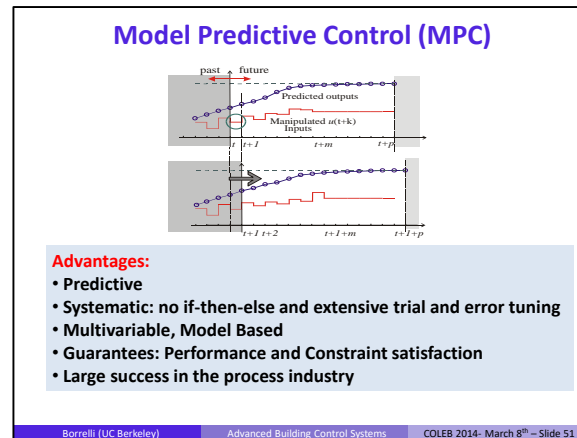 Model Predictive Control (MPC)
past future
Predicted outputs
Manipulated u(t+k)
Inputs
t t+1 t+m t+p
t+1 t+2 t+1+m t+1+p
Advantages:
• Predictive
• Systematic: no if-then-else and extensive trial and error tuning
• Multivariable, Model Based
• Guarantees: Performance and Constraint satisfaction
• Large success in the process industry
Borrelli (UC Berkeley) Advanced Building Control Systems COLEB 2014- March 8th – Slide 51